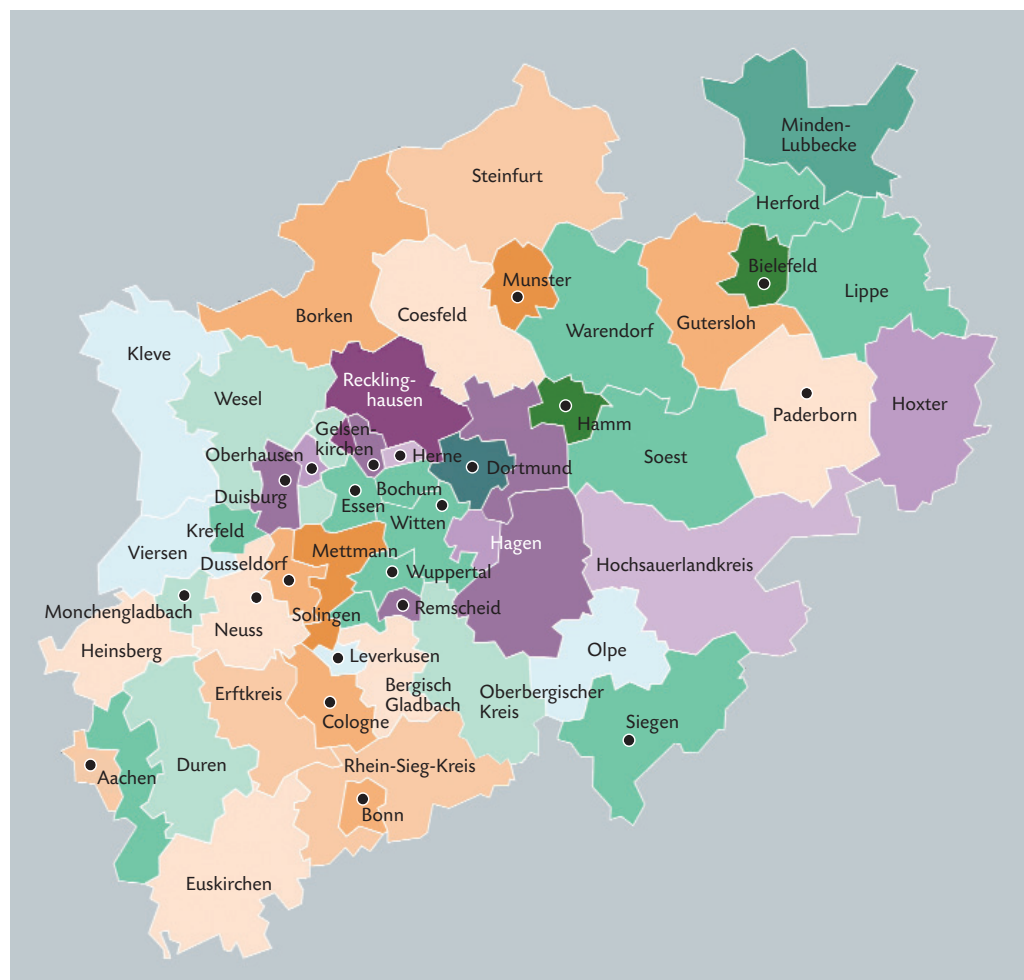 Minden-
Lubbecke
Steinfurt
Herford
Bielefeld
Munster
Lippe
Borken
Coesfeld
Warendorf
Gutersloh
Kleve
Reckling-
hausen
Wesel
Paderborn
Hoxter
Gelsen-
kirchen
Hamm
Oberhausen
Herne
Soest
Dortmund
Duisburg
Bochum
Essen
Witten
Krefeld
Viersen
Mettmann
Hagen
Dusseldorf
Wuppertal
Hochsauerlandkreis
Monchengladbach
Solingen
Remscheid
Neuss
Heinsberg
Leverkusen
Olpe
Erftkreis
Bergisch
Gladbach
Oberbergischer
Kreis
Cologne
Siegen
Aachen
Duren
Rhein-Sieg-Kreis
Bonn
Euskirchen